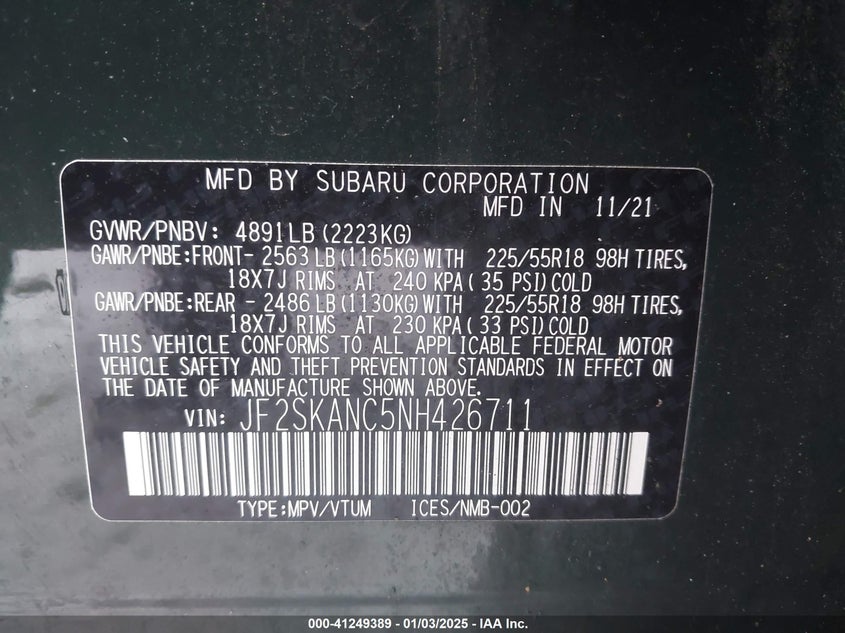 MFD BY SUBARU CORPORATION
MFD IN 11/21
GVWR/PNBV: 4891LB(2223KG)
GAWR/PNBE:FRONT- 2563LB(1165KG)WITH 225/55R18 98H TIRES,
18X7J RIMS AT 240 KPA( 35 PSI)COLD
GAWR/PNBE:REAR - 2486LB(1130KG)WITH 225/55R18 98H TIRES,
18X7J RIMS AT 230 KPA( 33 PSI)COLD
THIS VEHICLE CONFORMS TO ALL APPLICABLE FEDERAL MOTOR
VEHICLE SAFETY AND THEFT PREVENTION STANDARDS IN EFFECT ON
THE DATE OF MANUFACTURE SHOWN ABOVE.
VIN: JF2SKANC5NH426711
TYPE:MPV/VTUM ICES/NMB-002
000-41249389 - 01/03/2025 - IAA Inc.